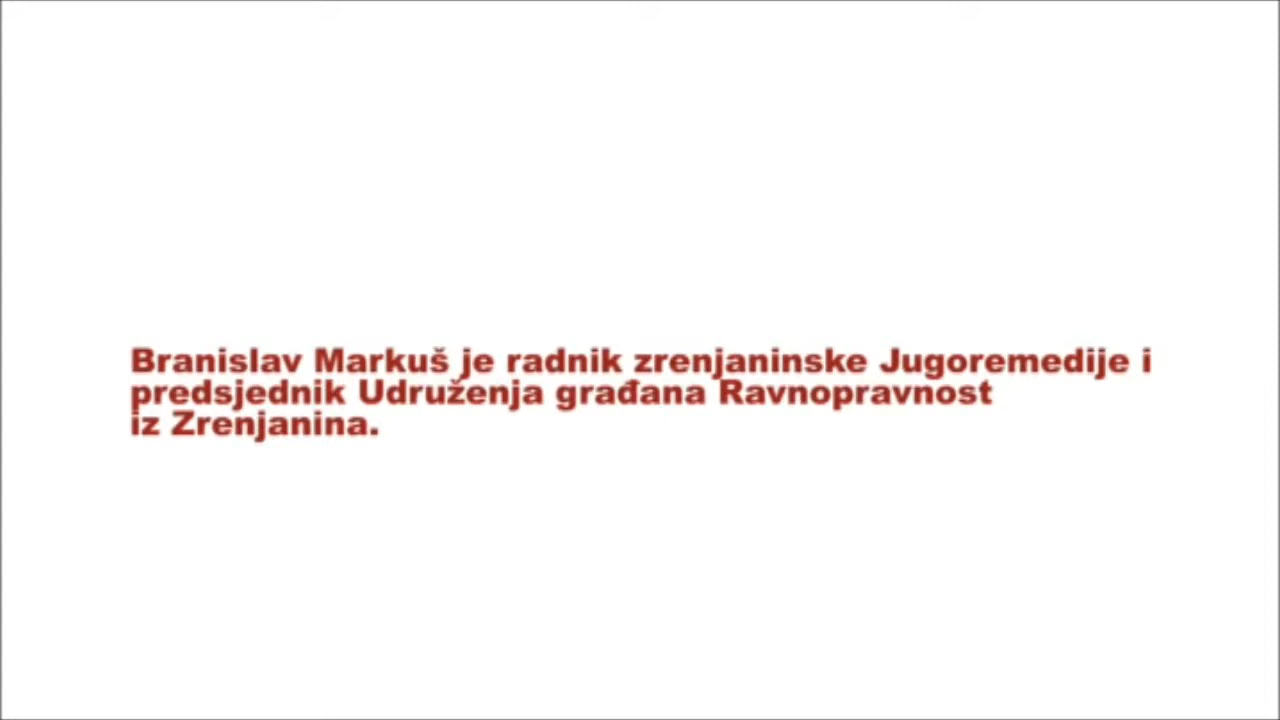 Branislav Markuš je radnik zrenjaninske Jugoremedije i
predsjednik Udruženja građana Ravnopravnost
iz Zrenjanina.